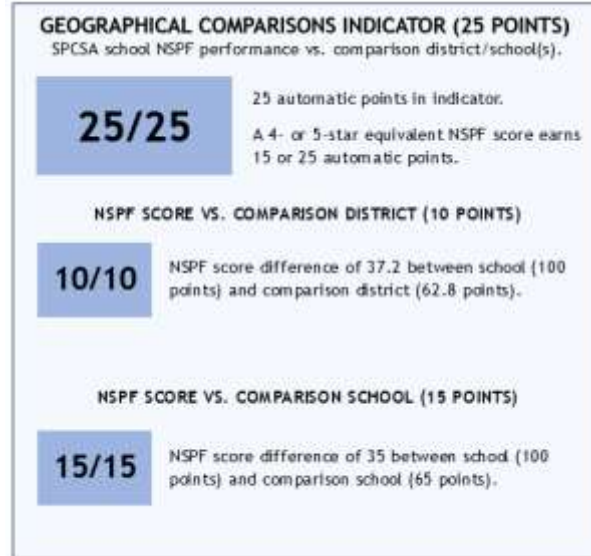 GEOGRAPHICAL COMPARISONS INDICATOR (25 POINTS)
SPCSA school NSPF performance vs. comparison district/school(s).
25/25
25 automatic points in indicator.
A 4- or 5-star equivalent NSPF score earns
15 or 25 automatic points.
NSPF SCORE VS. COMPARISON DISTRICT (10 POINTS)
10/10
NSPF score difference of 37.2 between school (100
points) and comparison district (62.8 points).
NSPF SCORE VS. COMPARISON SCHOOL (15 POINTS)
15/15
NSPF score difference of 35 between school (100
points) and comparison school (65 points).